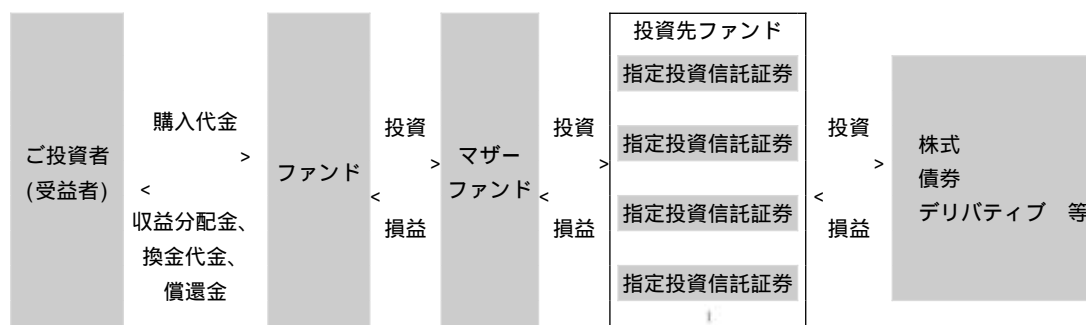 ご投資者
(受益者)
購入代金
>
<
収益分配金、
換金代金、
償還金
ファンド
投資
>
<
損益
マザー
ファンド
投資
>
<
損益
投資先ファンド
指定投資信託証券
指定投資信託証券
指定投資信託証券
指定投資信託証券
投資
>
<
損益
株式
債券
デリバティブ　等